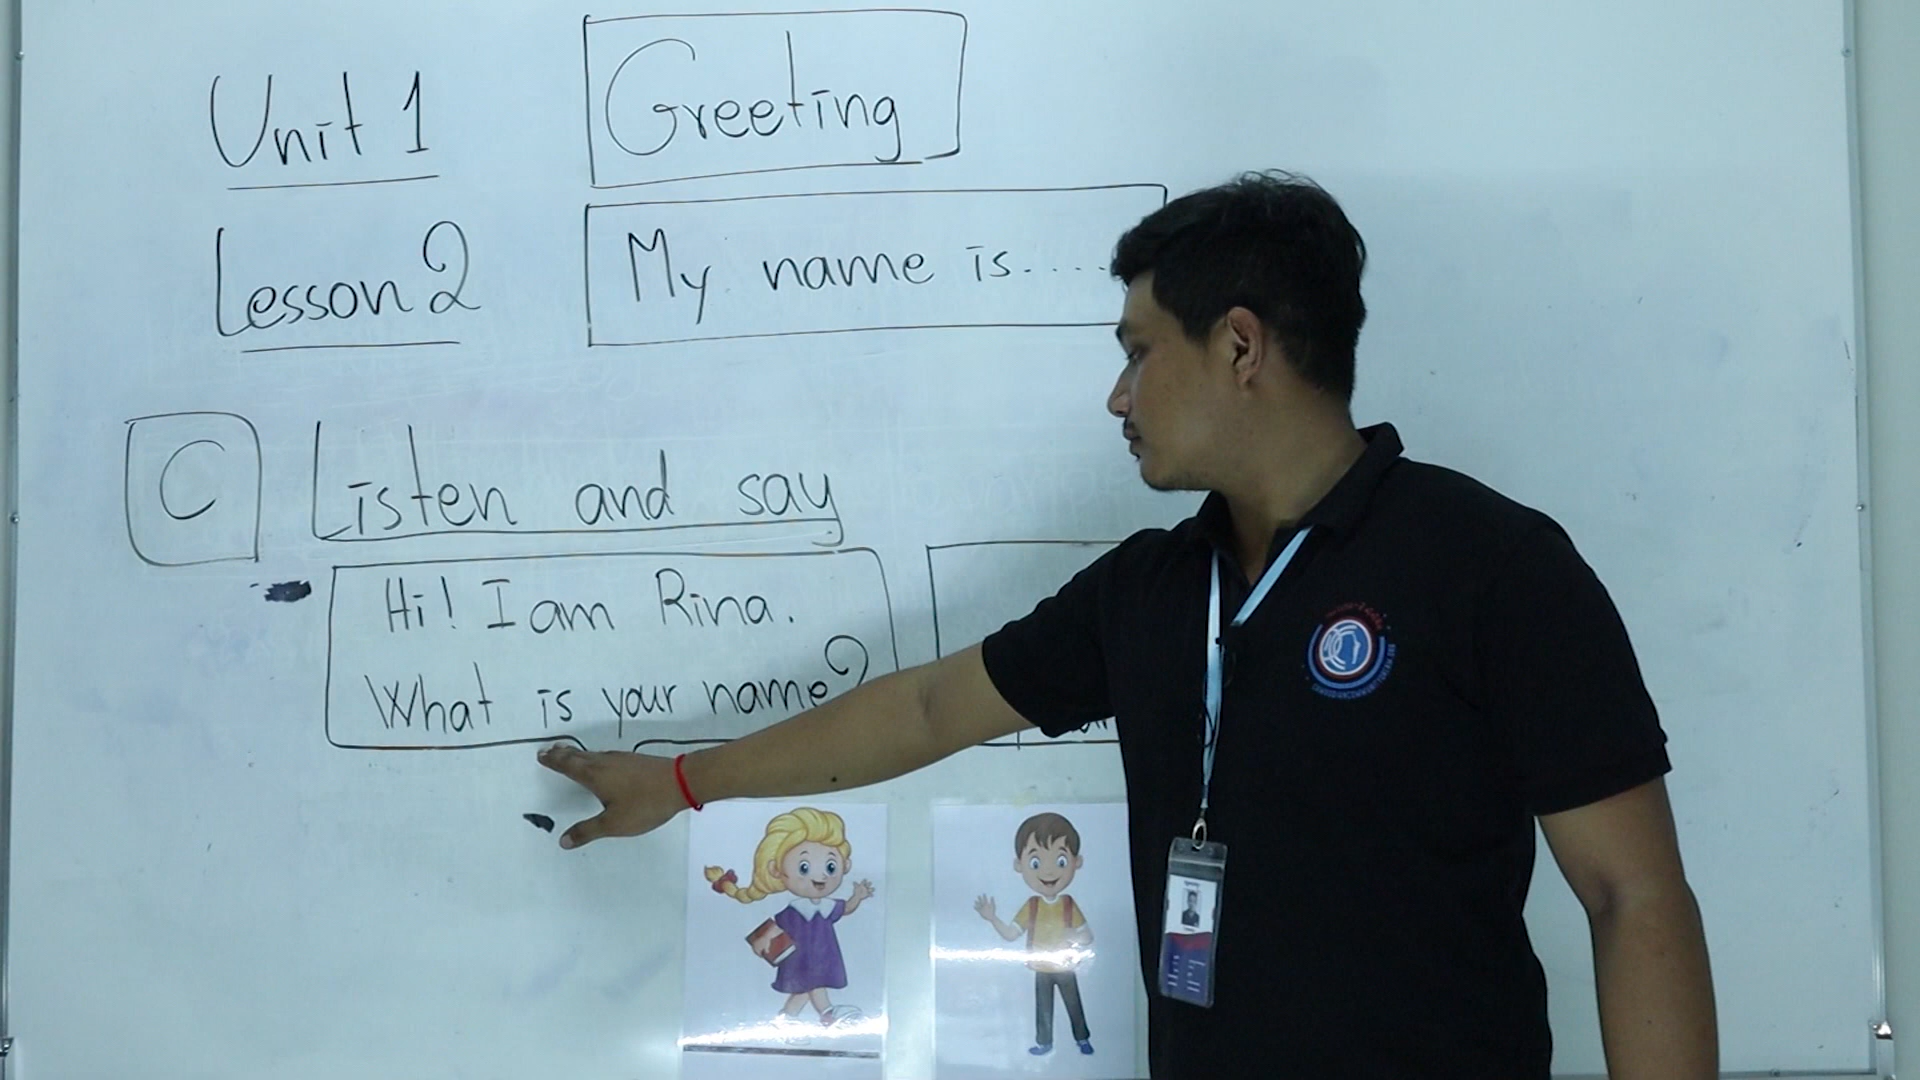 Unit 1
Greeting
Lesson 2
My name is.....
C
Listen and say
Hi! I am Rina.
What is your name?